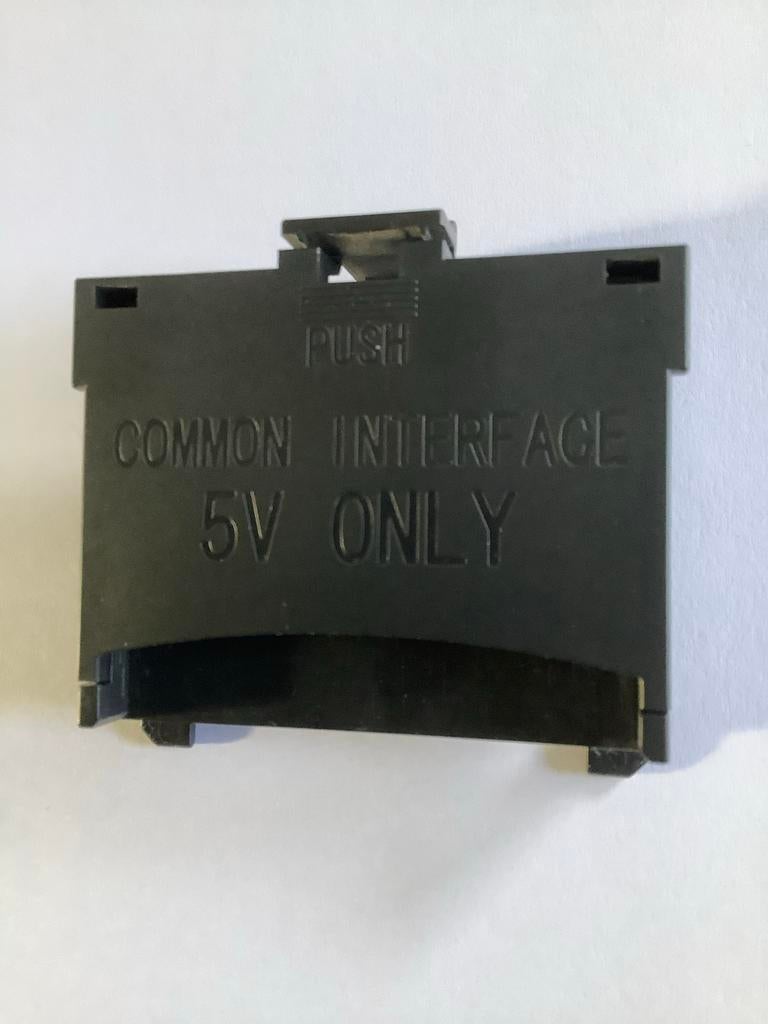 PUSH
COMMON INTERFACE
5V ONLY